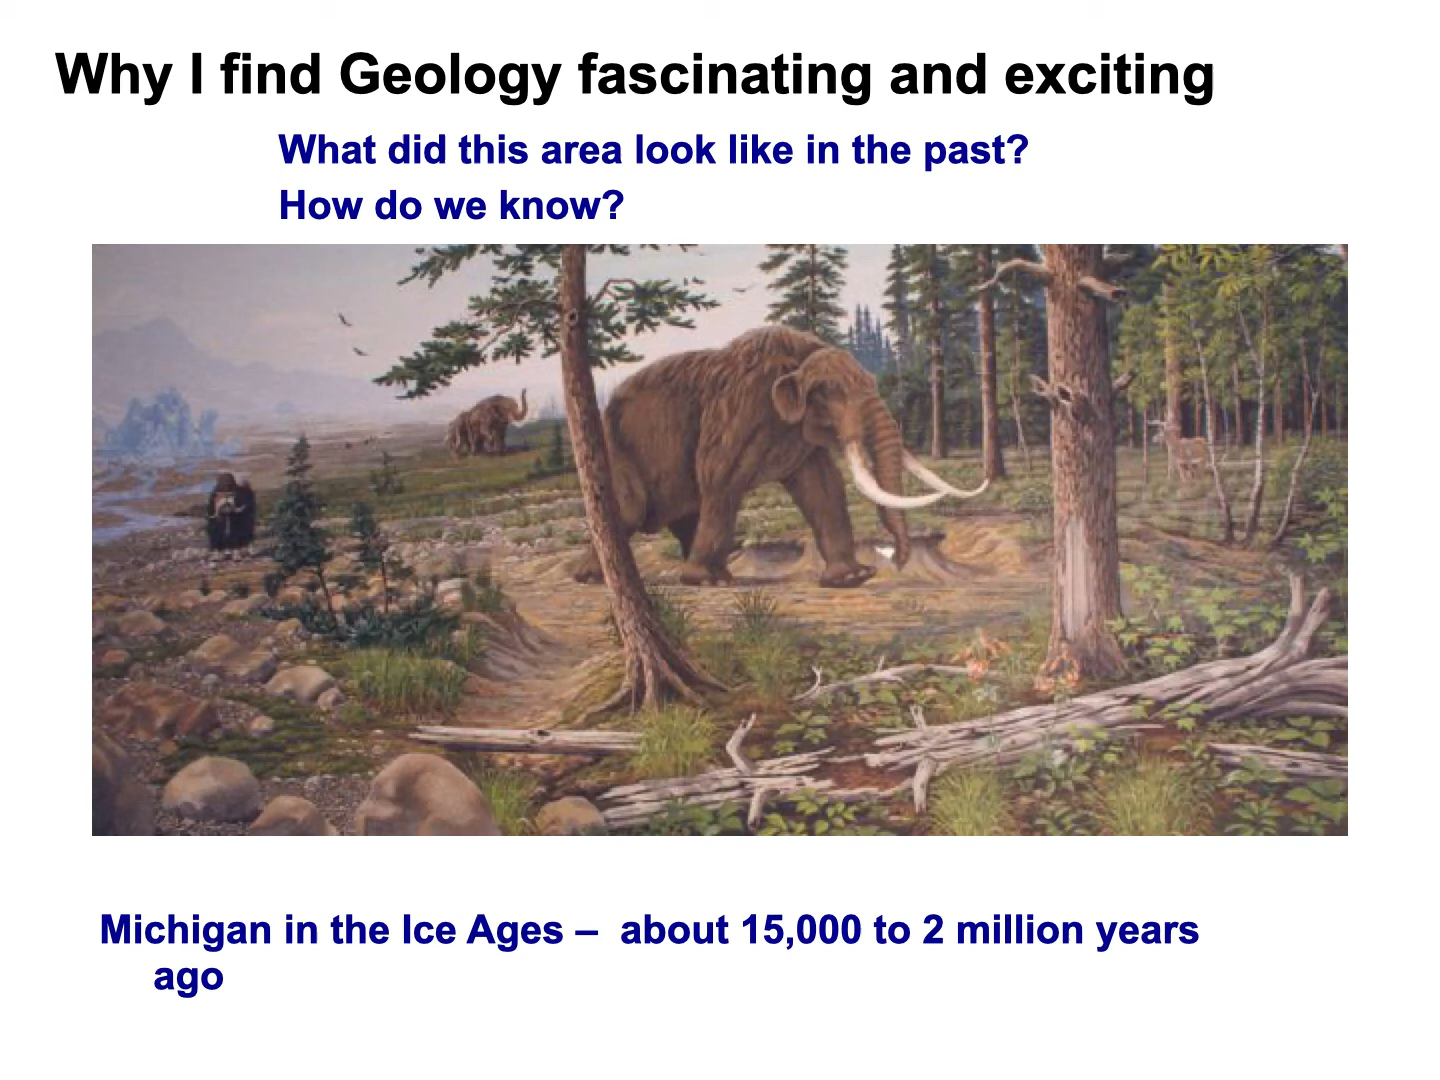 Why I find Geology fascinating and exciting
What did this area look like in the past?
How do we know?
Michigan in the Ice Ages –  about 15,000 to 2 million years
ago